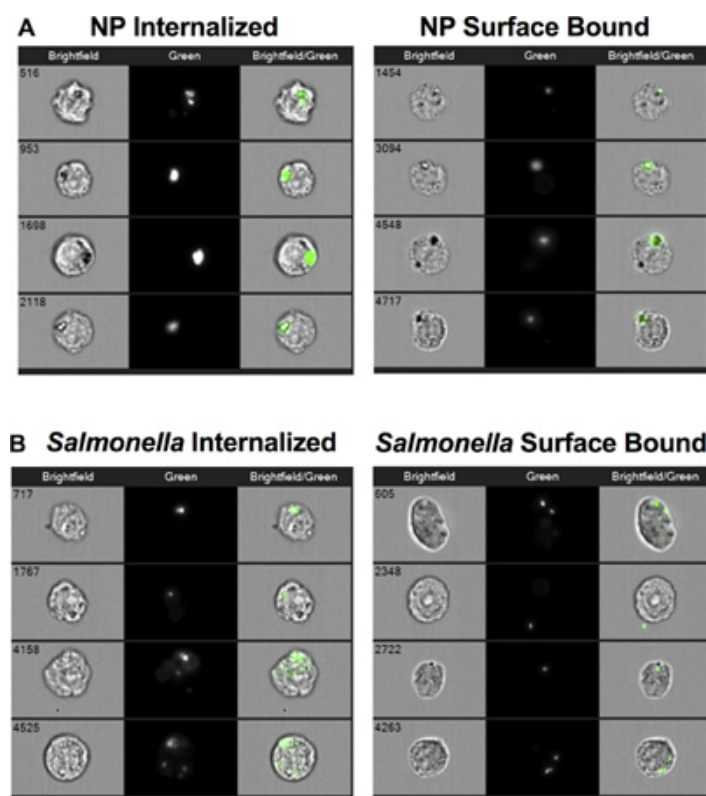 A NP Internalized
Brightfield Green Brightfield/Green
516
953
1698
2118
NP Surface Bound
Brightfield Green Brightfield/Green
1454
3094
4548
4717
B Salmonella Internalized
Brightfield Green Brightfield/Green
717
1767
4158
4525
Salmonella Surface Bound
Brightfield Green Brightfield/Green
605
2348
2722
4263